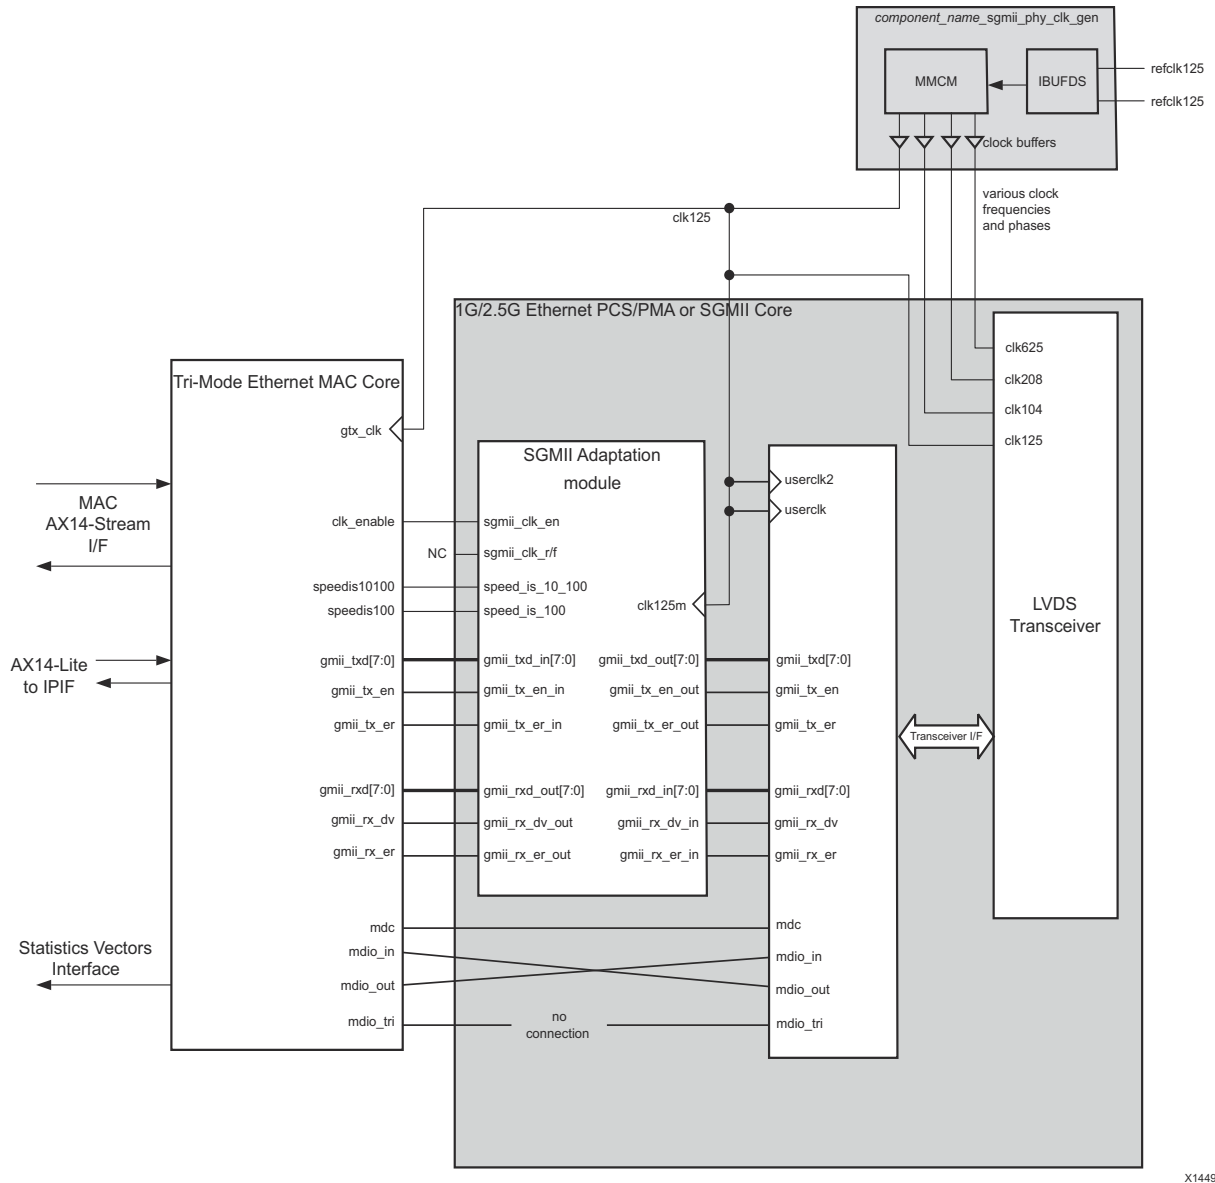 component_name_sgmii_phy_clk_gen
MMCM
IBUFDS
refclk125
refclk125
clock buffers
various clock
frequencies
and phases
clk125
1G/2.5G Ethernet PCS/PMA or SGMII Core
clk625
clk208
clk104
clk125
LVDS
Transceiver
Tri-Mode Ethernet MAC Core
gtx_clk
clk_enable
speedis10100
speedis100
gmii_txd[7:0]
gmii_tx_en
gmii_tx_er
gmii_rxd[7:0]
gmii_rx_dv
gmii_rx_er
mdc
mdio_in
mdio_out
mdio_tri
MAC
AX14-Stream
I/F
AX14-Lite
to IPIF
Statistics Vectors
Interface
NC
SGMII Adaptation
module
sgmii_clk_en
sgmii_clk_r/f
speed_is_10_100
speed_is_100
clk125m
gmii_txd_in[7:0]
gmii_txd_out[7:0]
gmii_tx_en_in
gmii_tx_en_out
gmii_tx_er_in
gmii_tx_er_out
gmii_rxd_out[7:0]
gmii_rxd_in[7:0]
gmii_rx_dv_out
gmii_rx_dv_in
gmii_rx_er_out
gmii_rx_er_in
userclk2
userclk
gmii_txd[7:0]
gmii_tx_en
gmii_tx_er
gmii_rxd[7:0]
gmii_rx_dv
gmii_rx_er
mdc
mdio_in
mdio_out
mdio_tri
Transceiver I/F
no
connection
X1449